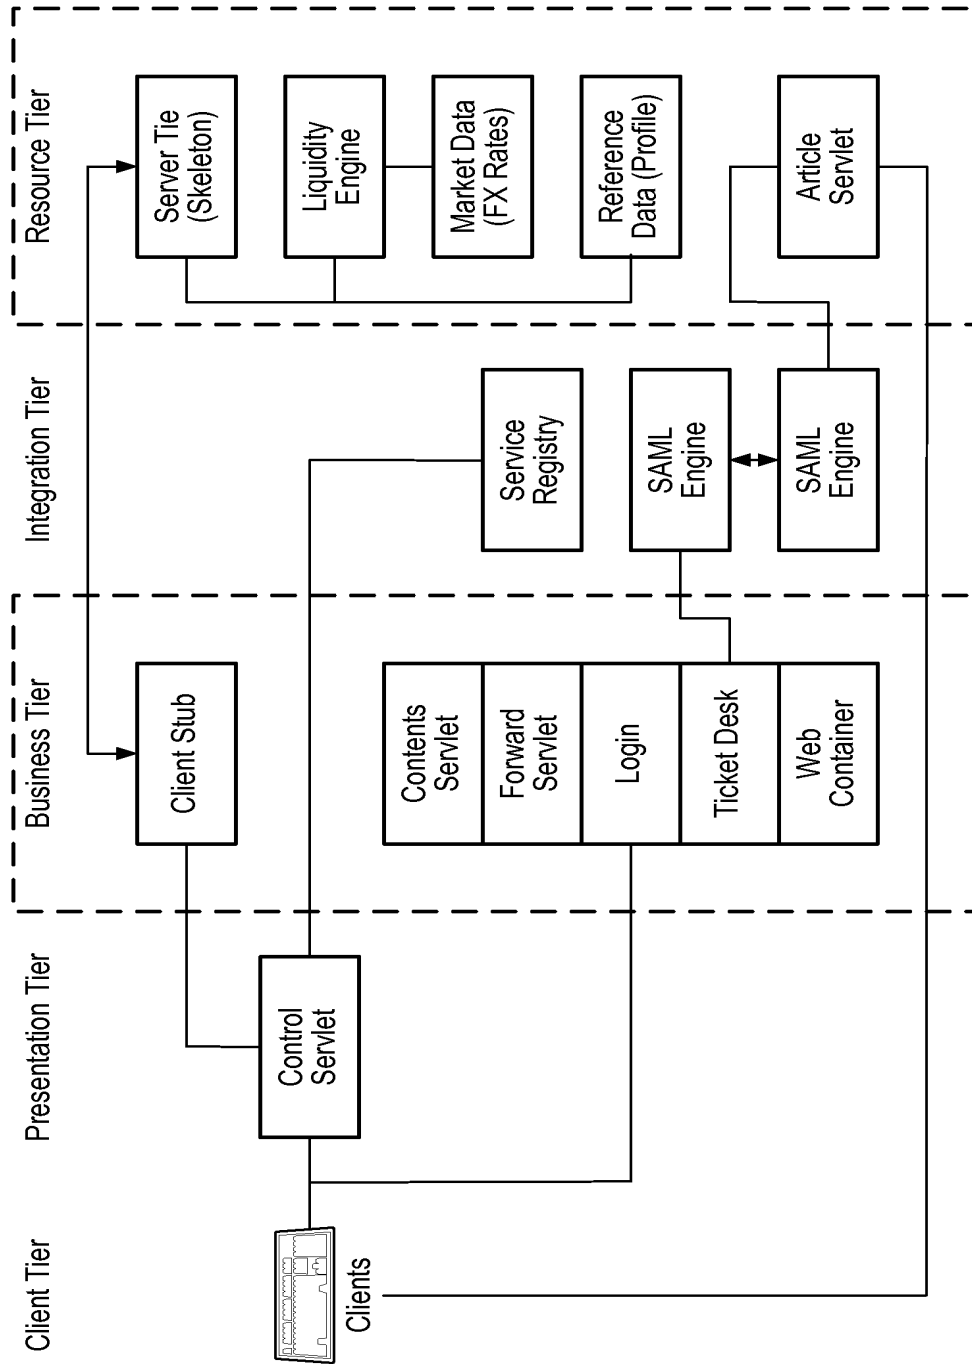 Client Tier
Presentation Tier
Business Tier
Integration Tier
Resource Tier
Clients
Control
Servlet
Client Stub
Contents
Servlet
Forward
Servlet
Login
Ticket Desk
Web
Container
Service
Registry
SAML
Engine
SAML
Engine
Server Tie
(Skeleton)
Liquidity
Engine
Market Data
(FX Rates)
Reference
Data (Profile)
Article
Servlet